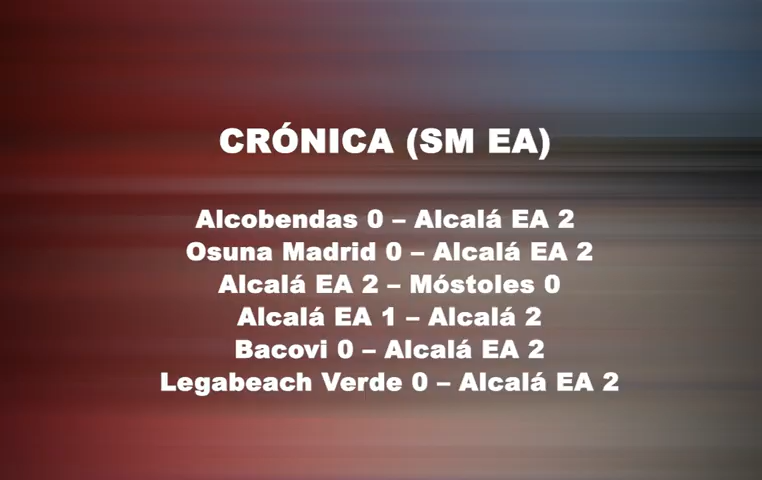 CRÓNICA (SM EA)
Alcobendas 0 – Alcalá EA 2
Osuna Madrid 0 – Alcalá EA 2
Alcalá EA 2 – Móstoles 0
Alcalá EA 1 – Alcalá 2
Bacovi 0 – Alcalá EA 2
Legabeach Verde 0 – Alcalá EA 2